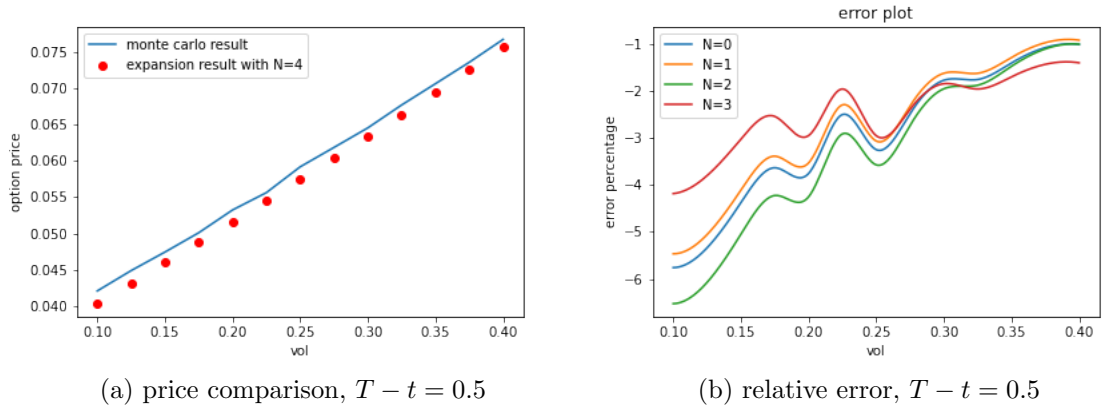 monte carlo result
expansion result with N=4
option price
0.075
0.070
0.065
0.060
0.055
0.050
0.045
0.040
0.10 0.15 0.20 0.25 0.30 0.35 0.40
vol
(a) price comparison, T − t = 0.5
error plot
N=0
N=1
N=2
N=3
error percentage
−1
−2
−3
−4
−5
−6
0.10 0.15 0.20 0.25 0.30 0.35 0.40
vol
(b) relative error, T − t = 0.5